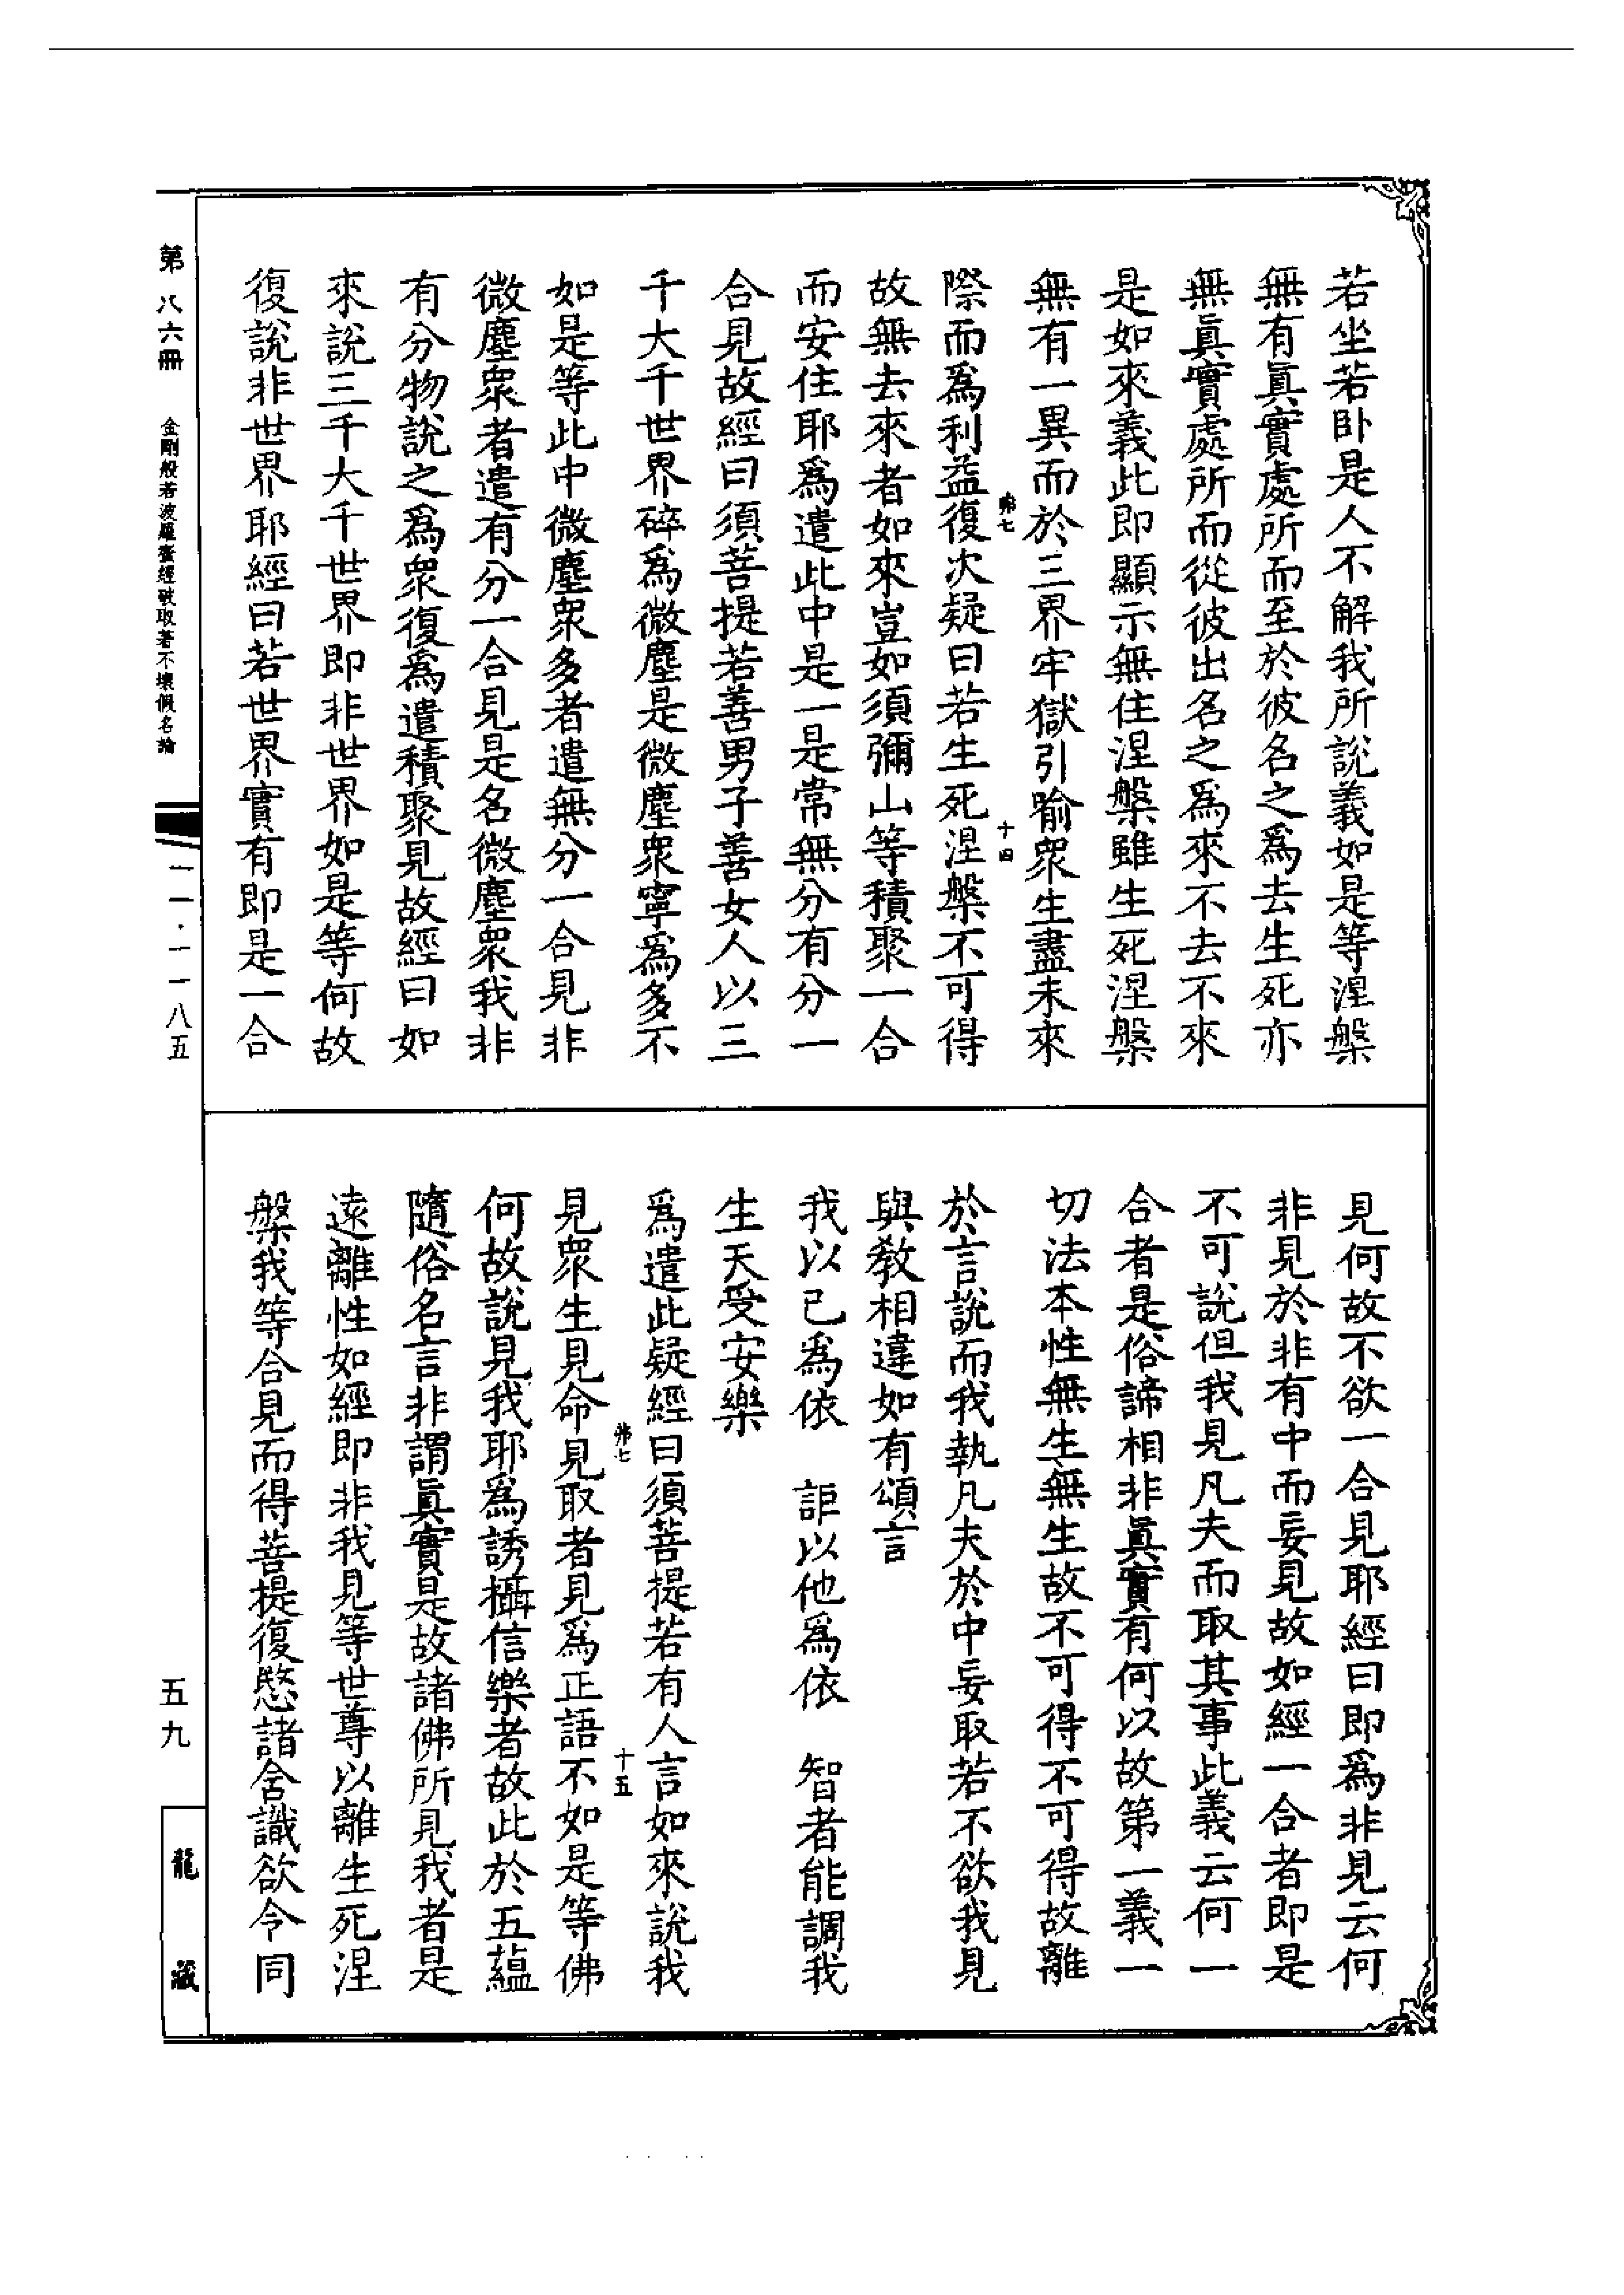 若坐若卧是人不解我所說義如是等涅槃
無有眞實處所而至於彼名之爲去生死亦
無眞實處所而從彼出名之爲來不去不來
是如來義此即顯示無住涅槃雖生死涅槃
無有一異而於三界牢獄引喻衆生盡未來
際而爲利益復次疑曰若生死涅槃不可得
弗七
十四
故無去來者如來豈如須彌山等積聚一合
而安住耶爲遣此中是一是常無分有分一
合見故經曰須菩提若善男子善女人以三
千大千世界碎爲微塵是微塵衆寧爲多不
如是等此中微塵衆多者遣無分一合見非
微塵衆者遣有分一合見是名微塵衆我非
有分物說之爲衆復爲遣積聚見故經曰如
來說三千大千世界即非世界如是等何故
復說非世界耶經曰若世界實有即是一合
見何故不欲一合見耶經曰即爲非見云何
非見於非有中而妄見故如經一合者即是
不可說但我見凡夫而取其事此義云何一
合者是俗諦相非眞實有何以故第一義一
切法本性無生無生故不可得不可得故離
於言說而我執凡夫於中妄取若不欲我見
與教相違如有頌言
我以已爲依　詎以他爲依　智者能調我
生天受安樂
爲遣此疑經曰須菩提若有人言如來說我
弗七
十五
見衆生見命見取者見爲正語不如是等佛
何故說見我耶爲誘攝信樂者故此於五蘊
隨俗名言非謂眞實是故諸佛所見我者是
遠離性如經即非我見等世尊以離生死涅
槃我等合見而得菩提復愍諸含識欲令同
第八六冊
金剛般若波羅蜜經破取著不壞假名論
一一·一一八五
五九
龍藏